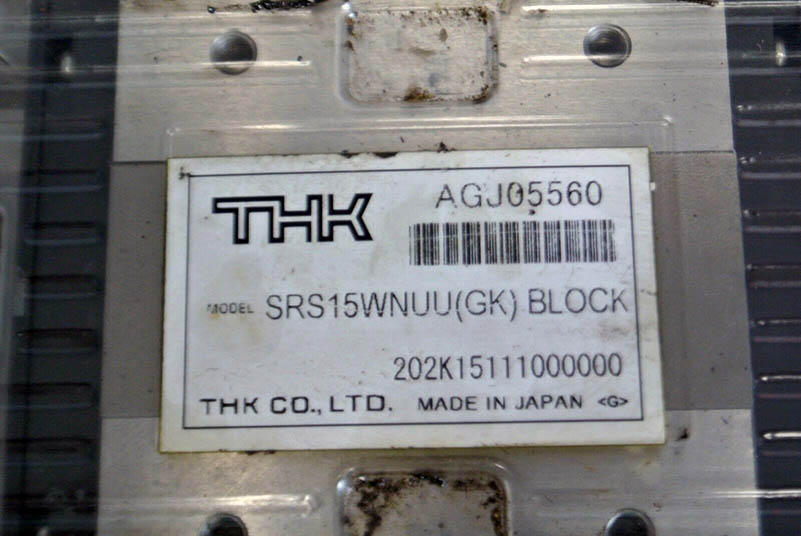 THK
AGJ05560
MODEL SRS15WNUU(GK) BLOCK
202K15111000000
THK CO., LTD. MADE IN JAPAN <G>